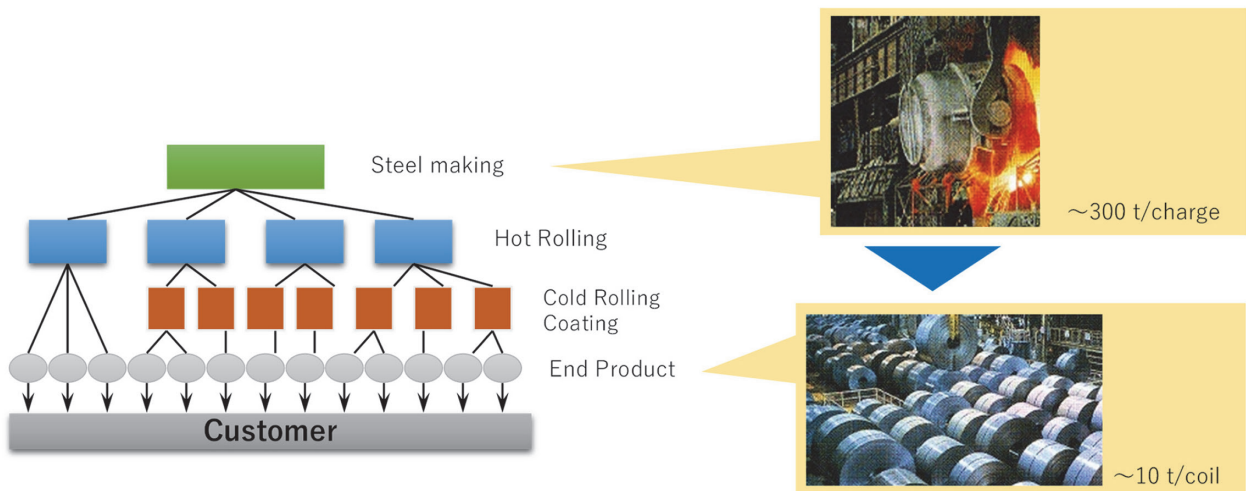 Steel making
~300 t/charge
Hot Rolling
Cold Rolling
Coating
End Product
Customer
~10 t/coil